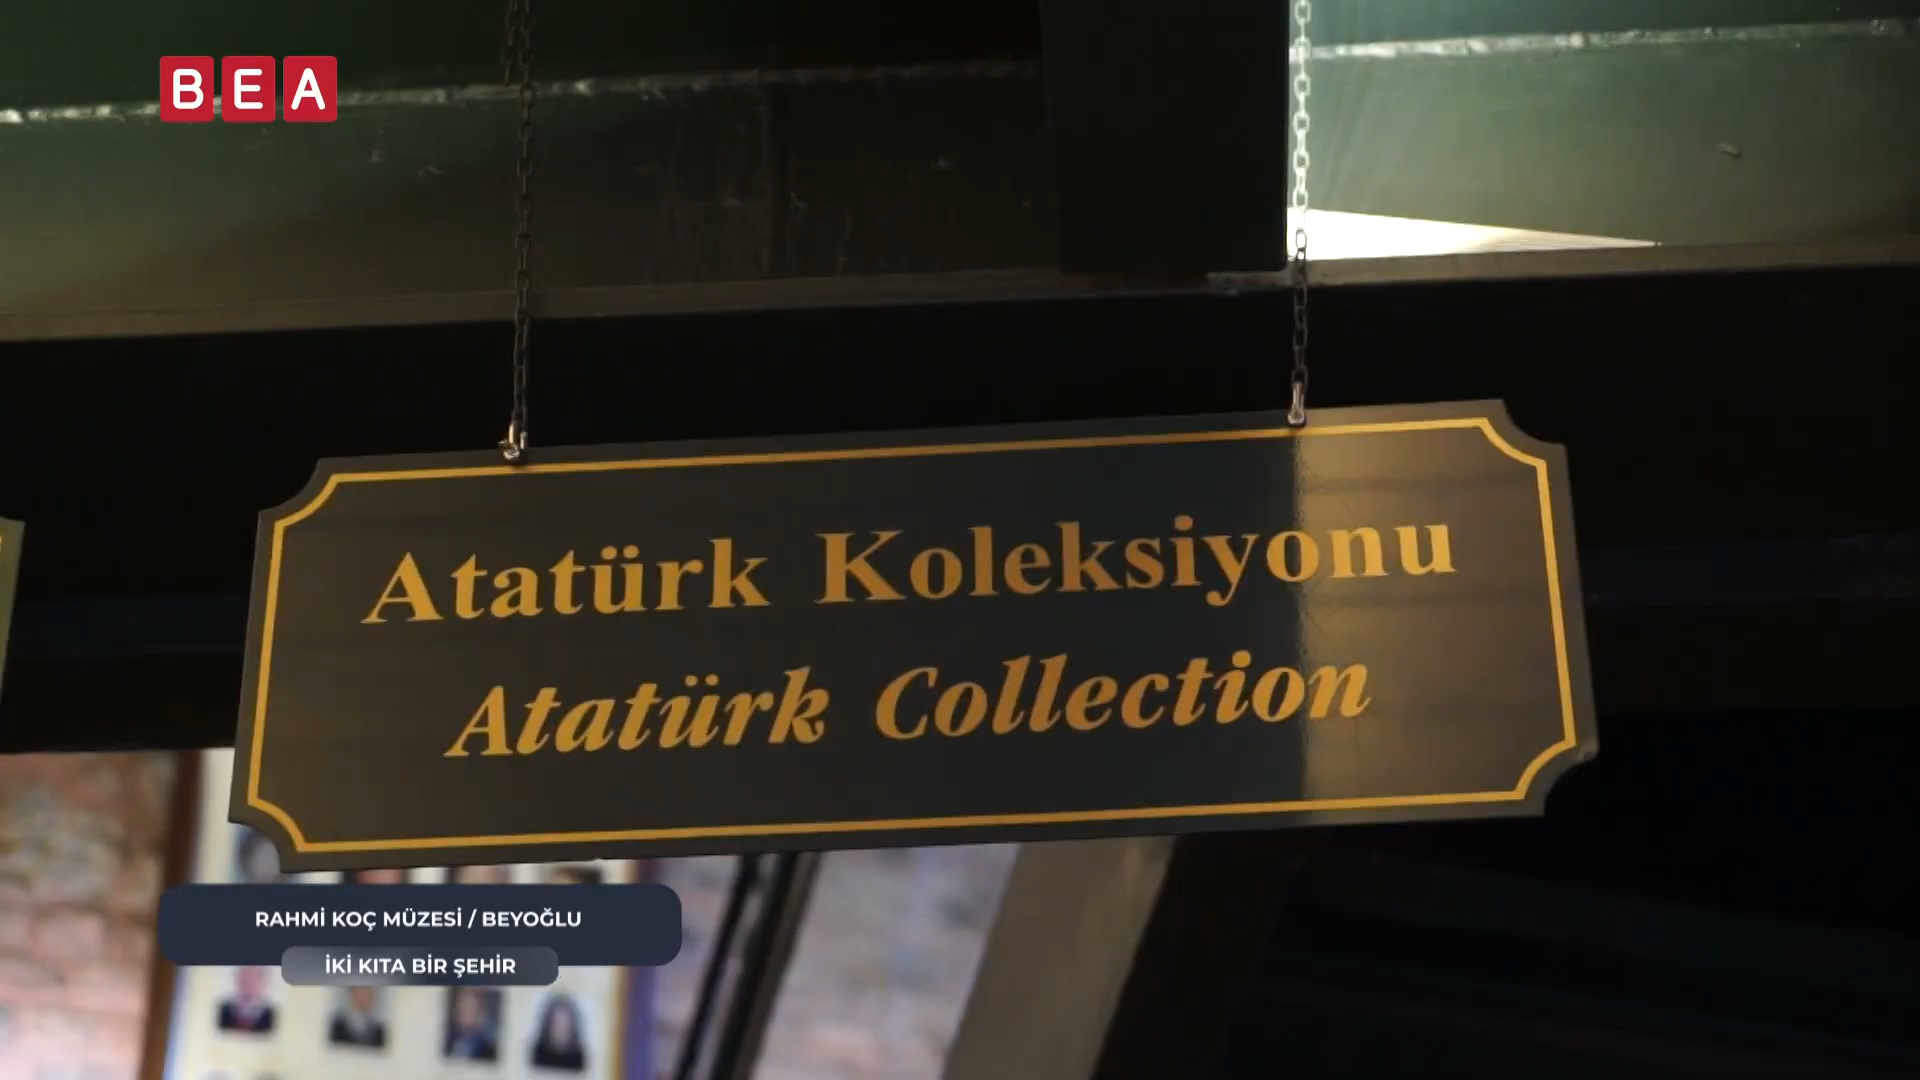 BEA
Atatürk Koleksiyonu
Atatürk Collection
RAHMİ KOÇ MÜZESİ / BEYOĞLU
İKİ KITA BİR ŞEHİR